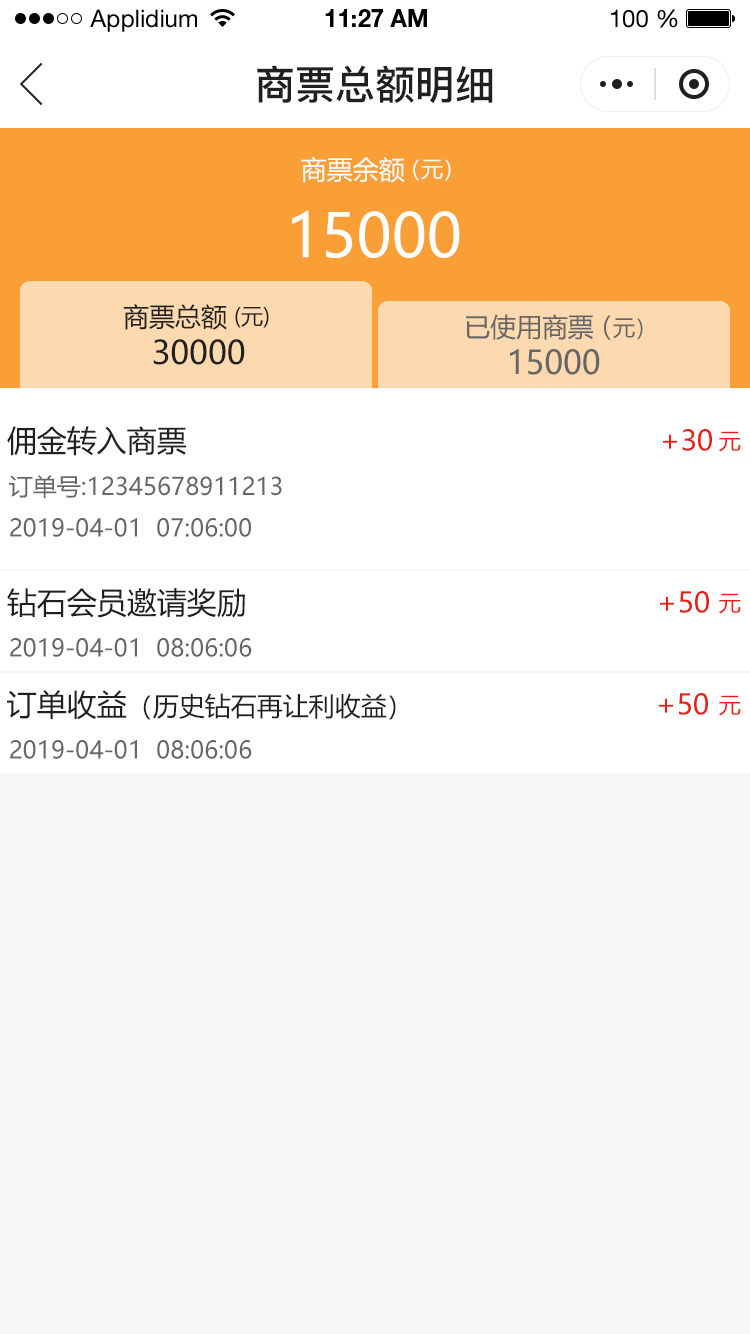 Applidium 11:27 AM 100 %
商票总额明细
商票余额(元)
15000
商票总额(元)
30000
已使用商票(元)
15000
佣金转入商票 +30元
订单号:12345678911213
2019-04-01 07:06:00
钻石会员邀请奖励 +50 元
2019-04-01 08:06:06
订单收益（历史钻石再让利收益） +50 元
2019-04-01 08:06:06